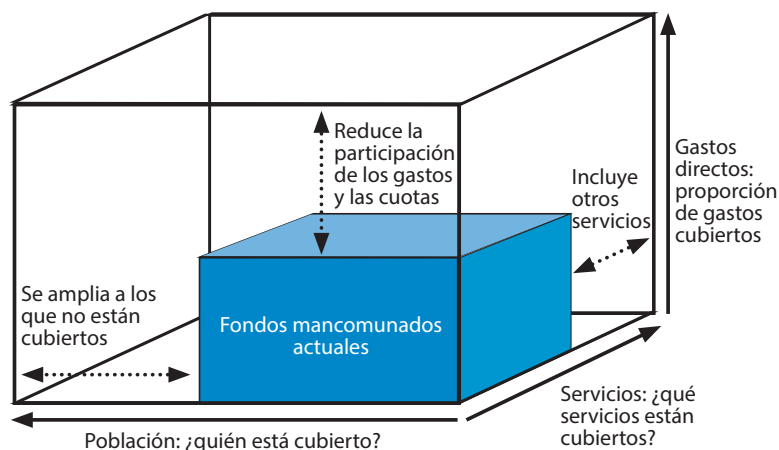 Reduce la
participación
de los gastos
y las cuotas
Gastos
directos:
proporción
de gastos
cubiertos
Incluye
otros
servicios
Se amplia a los
que no están
cubiertos
Fondos mancomunados
actuales
Servicios: ¿qué
servicios están
cubiertos?
Población: ¿quién está cubierto?